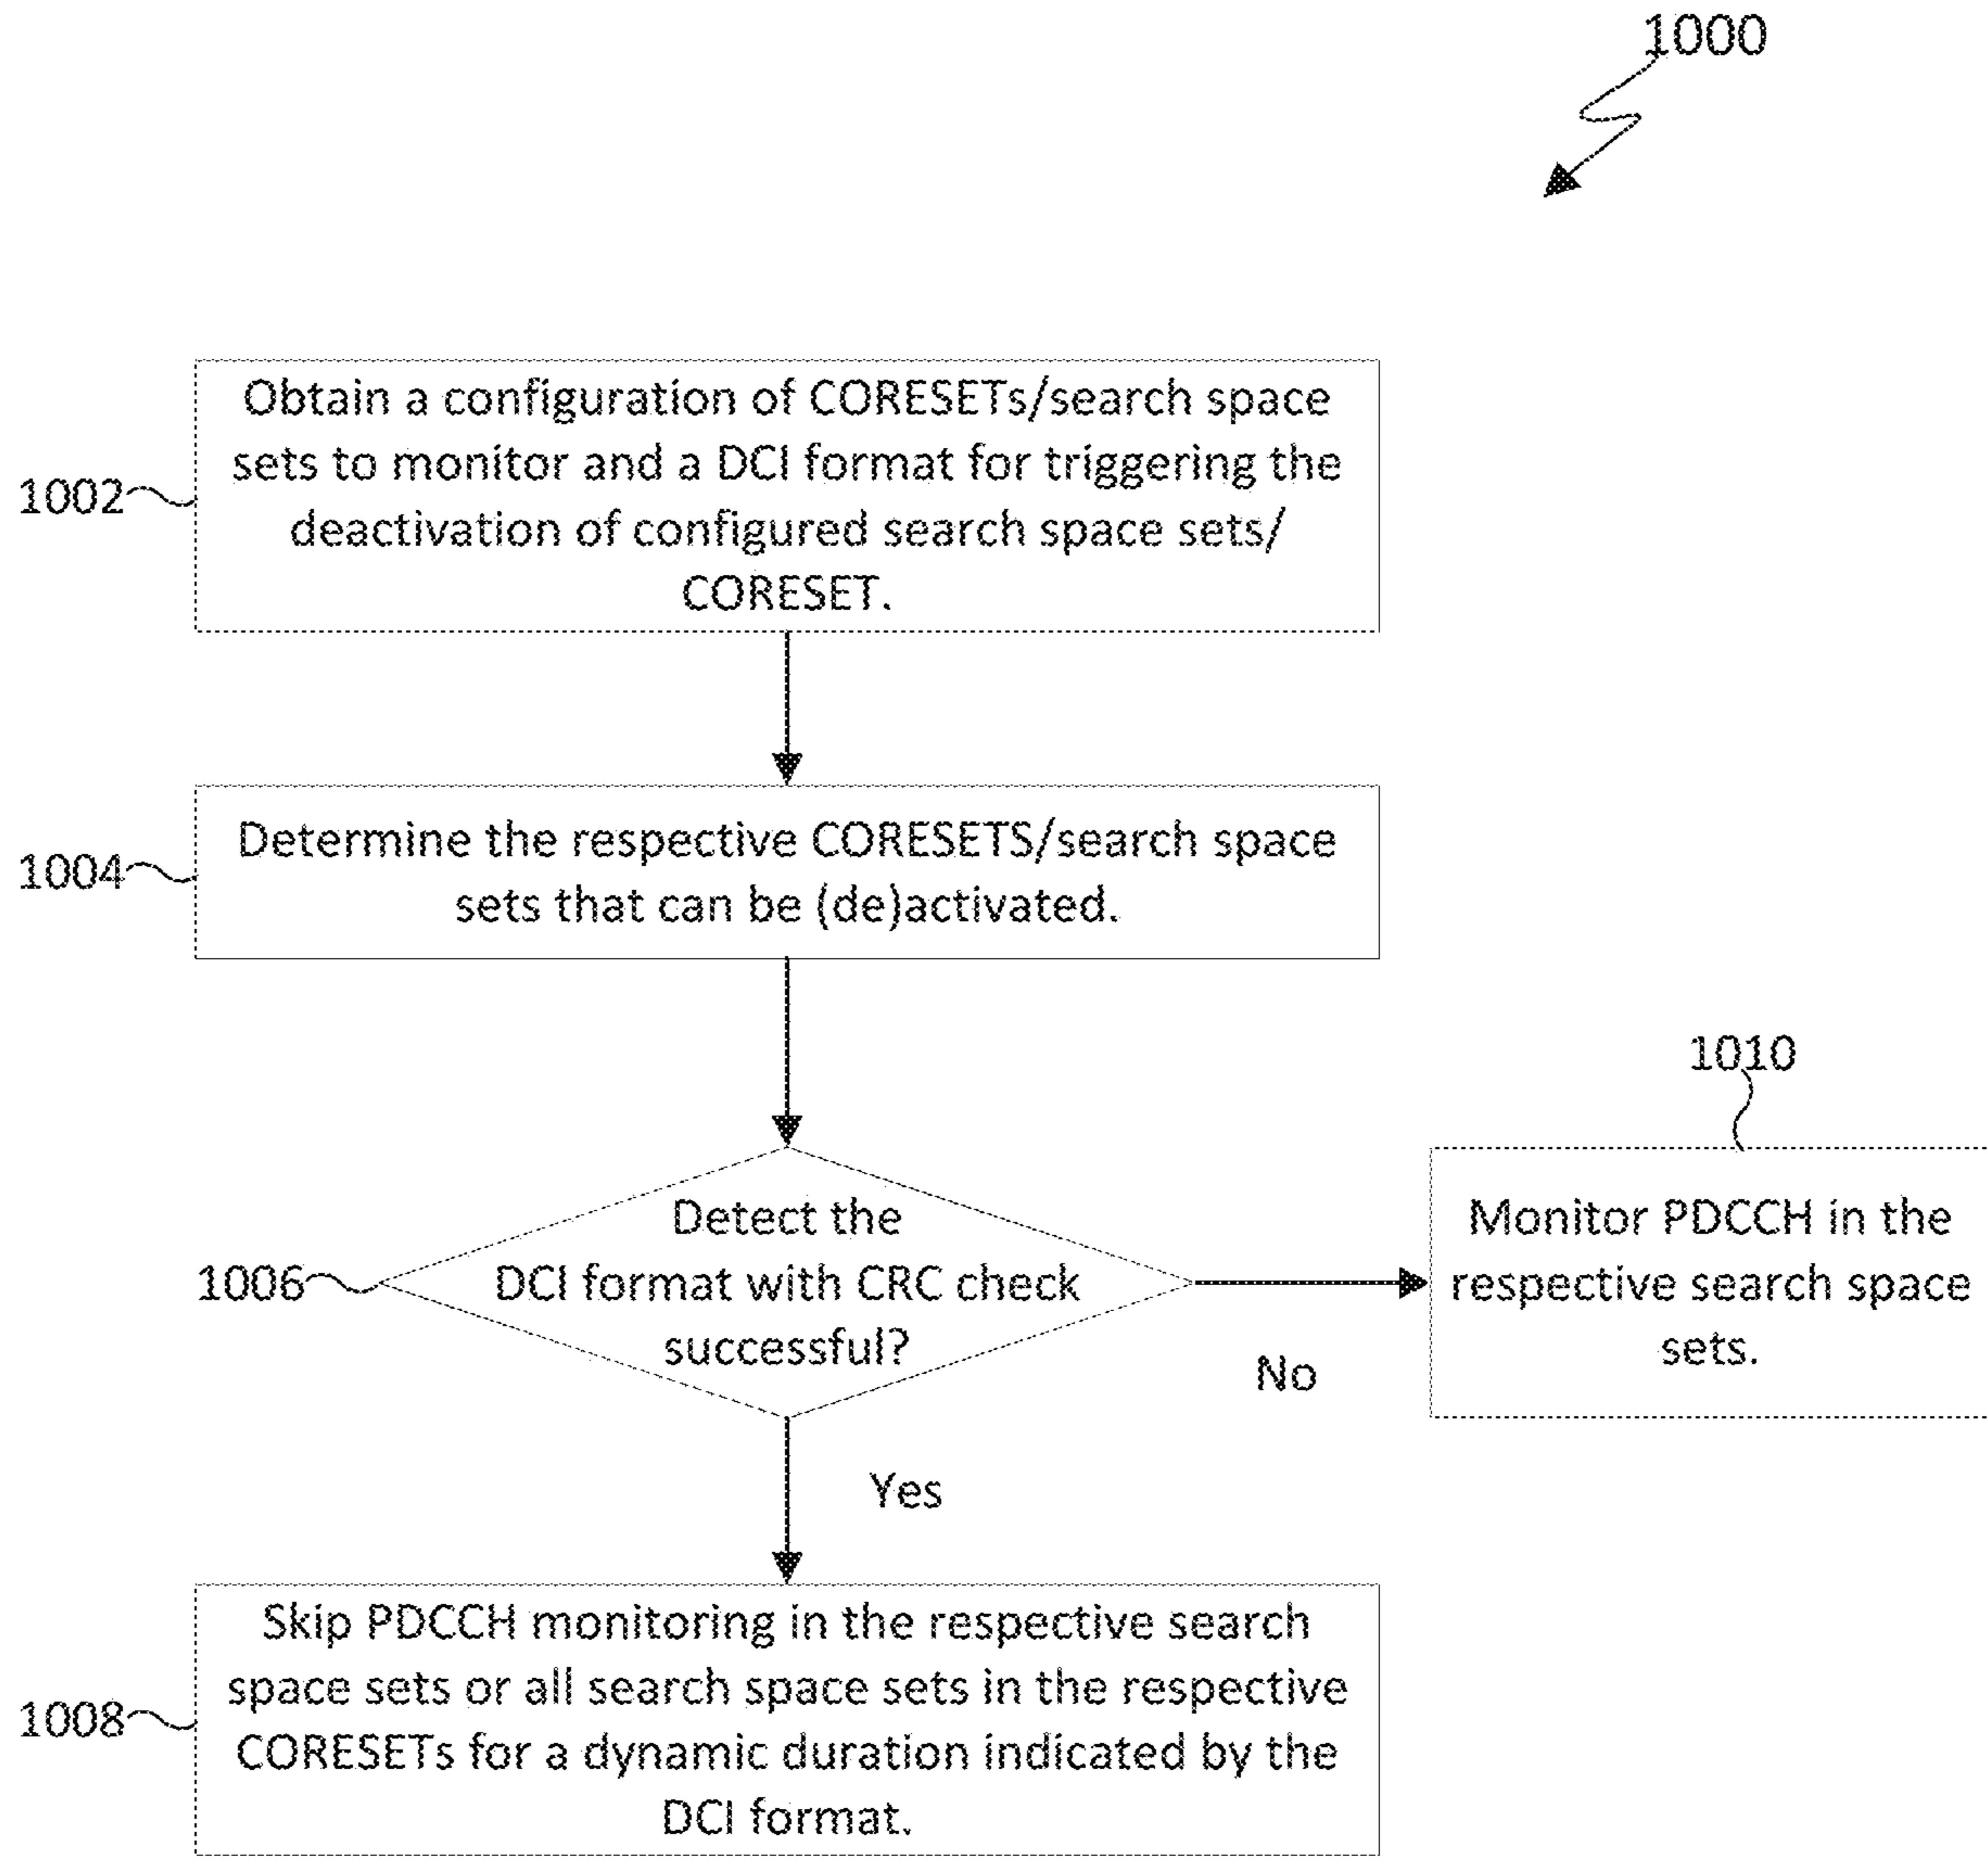 1000
Obtain a configuration of CORESETs/search space
sets to monitor and a DCI format for triggering the
deactivation of configured search space sets/
CORESET.
1002
Determine the respective CORESETS/search space
sets that can be (de)activated.
1004
1010
Detect the
DCI format with CRC check
successful?
1006
Monitor PDCCH in the
respective search space
sets.
No
Yes
Skip PDCCH monitoring in the respective search
space sets or all search space sets in the respective
CORESETs for a dynamic duration indicated by the
DCI format.
1008